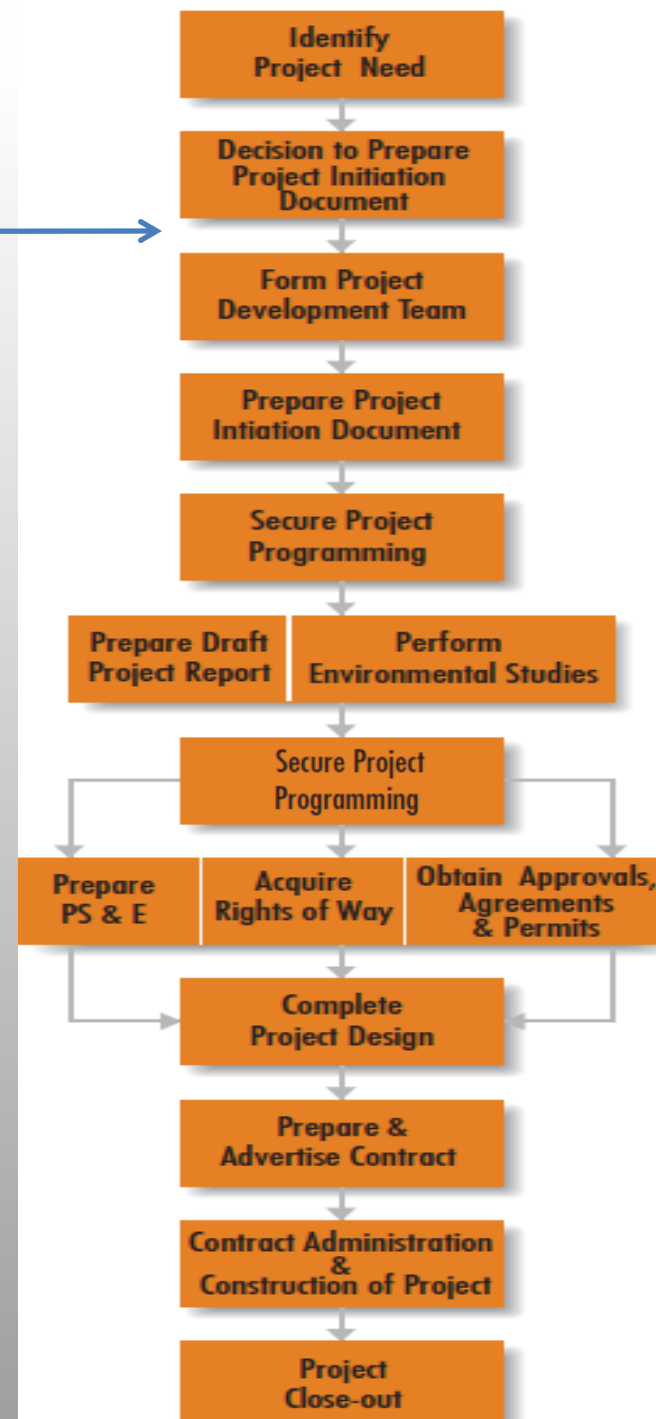 Identify
Project Need
Decision to Prepare
Project Initiation
Document
Form Project
Development Team
Prepare Project
Intiation Document
Secure Project
Programming
Prepare Draft
Project Report
Perform
Environmental Studies
Secure Project
Programming
Prepare
PS & E
Acquire
Rights of Way
Obtain Approvals,
Agreements
& Permits
Complete
Project Design
Prepare &
Advertise Contract
Contract Administration
&
Construction of Project
Project
Close-out